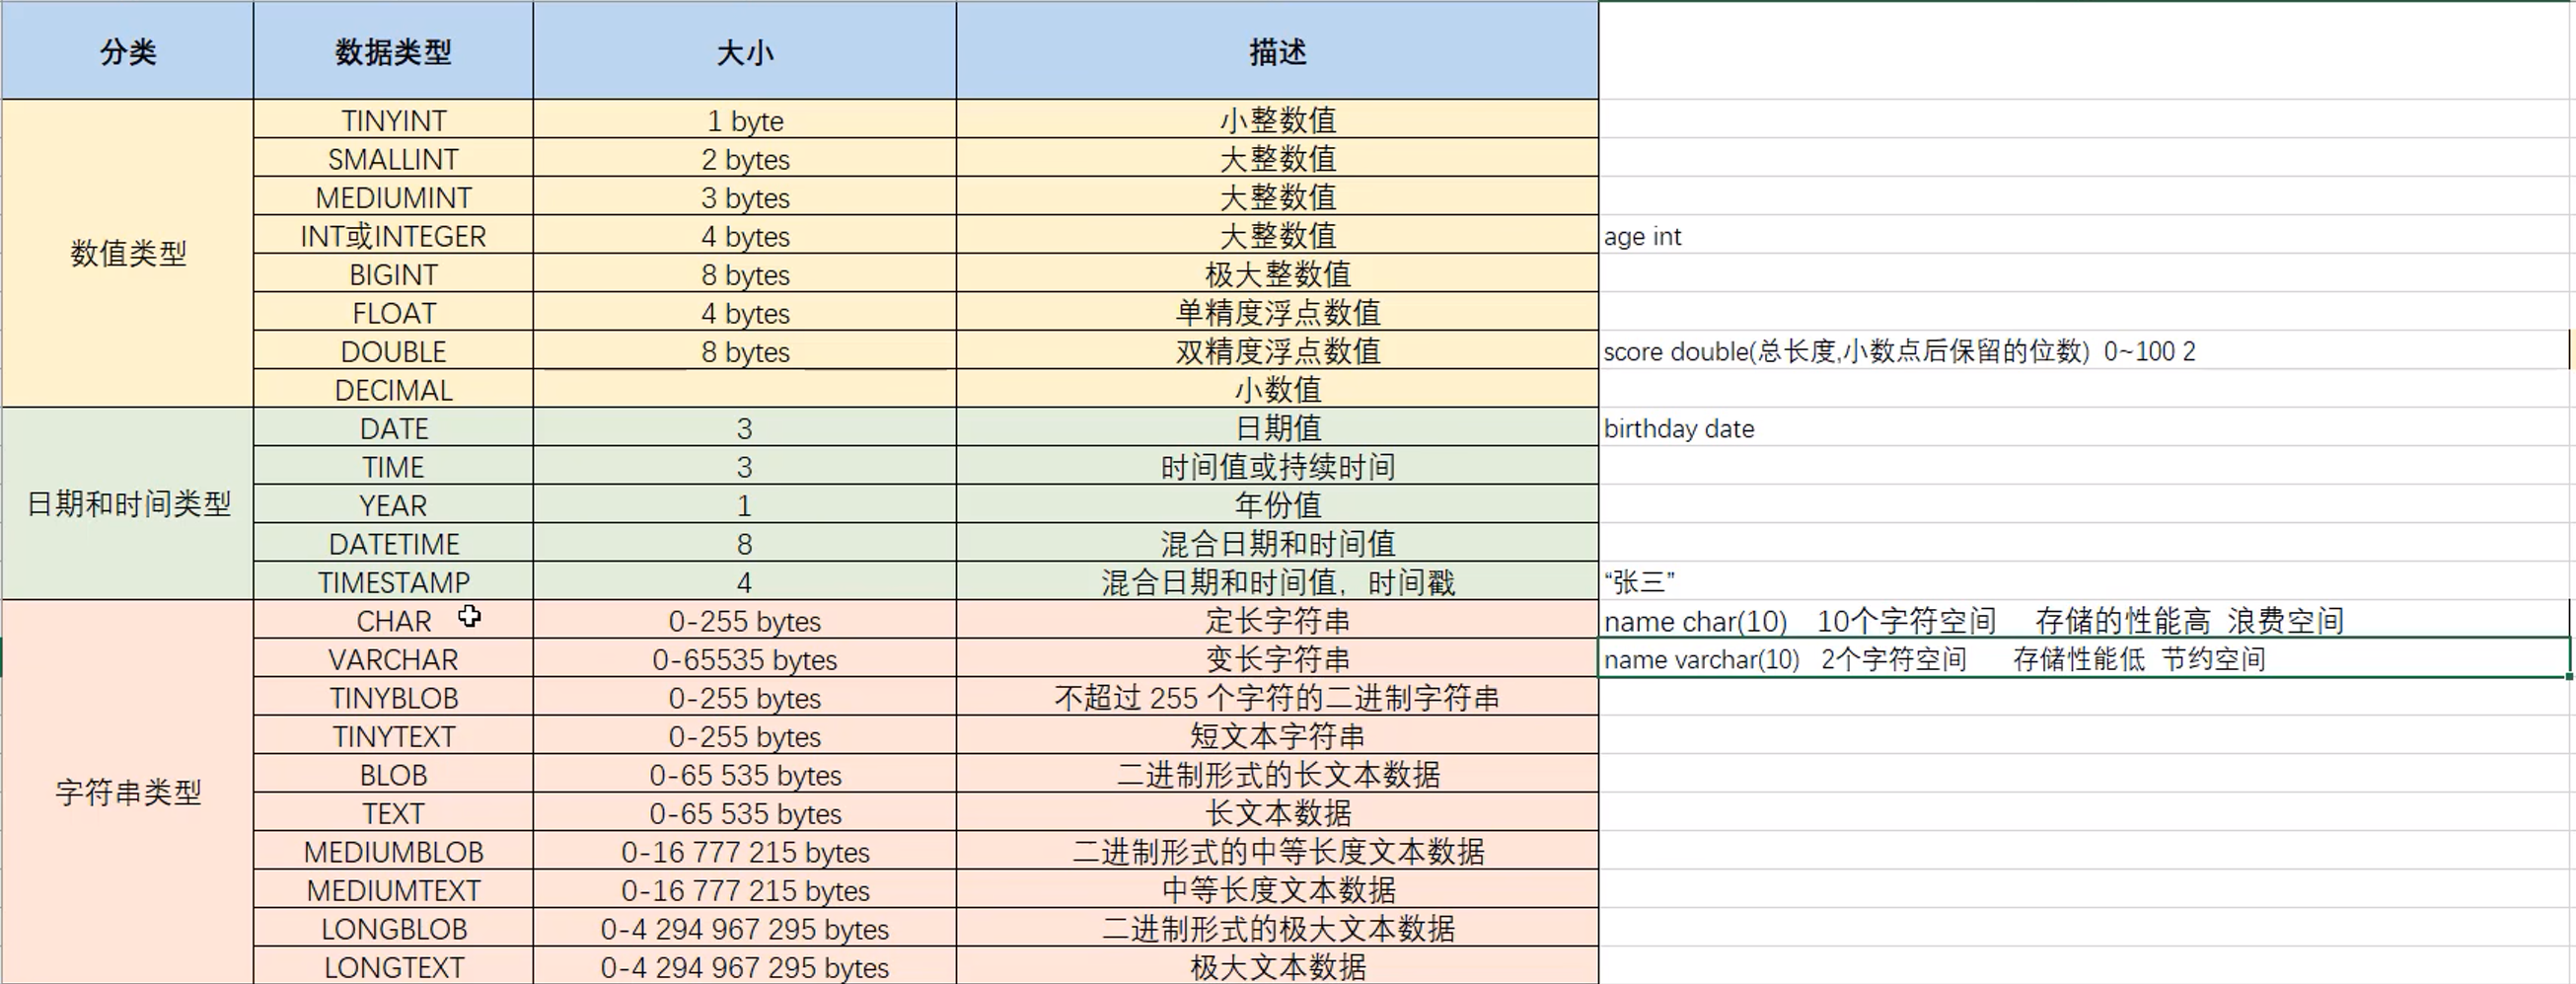 分类 数据类型 大小 描述
数值类型
TINYINT 1 byte 小整数值
SMALLINT 2 bytes 大整数值
MEDIUMINT 3 bytes 大整数值
INT或INTEGER 4 bytes 大整数值 age int
BIGINT 8 bytes 极大整数值
FLOAT 4 bytes 单精度浮点数值
DOUBLE 8 bytes 双精度浮点数值 score double(总长度,小数点后保留的位数) 0~100 2
DECIMAL 小数值
日期和时间类型
DATE 3 日期值 birthday date
TIME 3 时间值或持续时间
YEAR 1 年份值
DATETIME 8 混合日期和时间值
TIMESTAMP 4 混合日期和时间值，时间戳 “张三”
字符串类型
CHAR 0-255 bytes 定长字符串 name char(10) 10个字符空间 存储的性能高 浪费空间
VARCHAR 0-65535 bytes 变长字符串 name varchar(10) 2个字符空间 存储性能低 节约空间
TINYBLOB 0-255 bytes 不超过 255 个字符的二进制字符串
TINYTEXT 0-255 bytes 短文本字符串
BLOB 0-65 535 bytes 二进制形式的长文本数据
TEXT 0-65 535 bytes 长文本数据
MEDIUMBLOB 0-16 777 215 bytes 二进制形式的中等长度文本数据
MEDIUMTEXT 0-16 777 215 bytes 中等长度文本数据
LONGBLOB 0-4 294 967 295 bytes 二进制形式的极大文本数据
LONGTEXT 0-4 294 967 295 bytes 极大文本数据